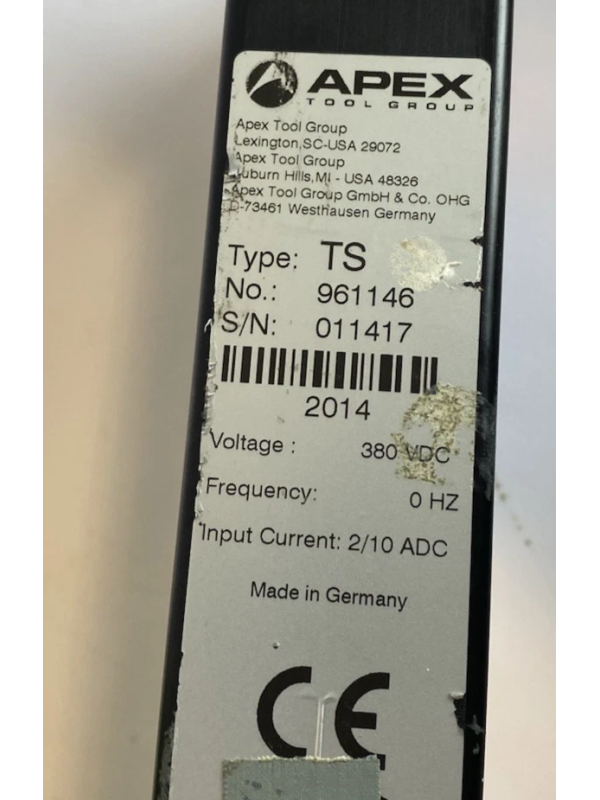 APEX
TOOL GROUP
Apex Tool Group
Lexington,SC-USA 29072
Apex Tool Group
Auburn Hills,MI - USA 48326
Apex Tool Group GmbH & Co. OHG
D-73461 Westhausen Germany
Type: TS
No.: 961146
S/N: 011417
2014
Voltage : 380 VDC
Frequency: 0 HZ
Input Current: 2/10 ADC
Made in Germany
CE